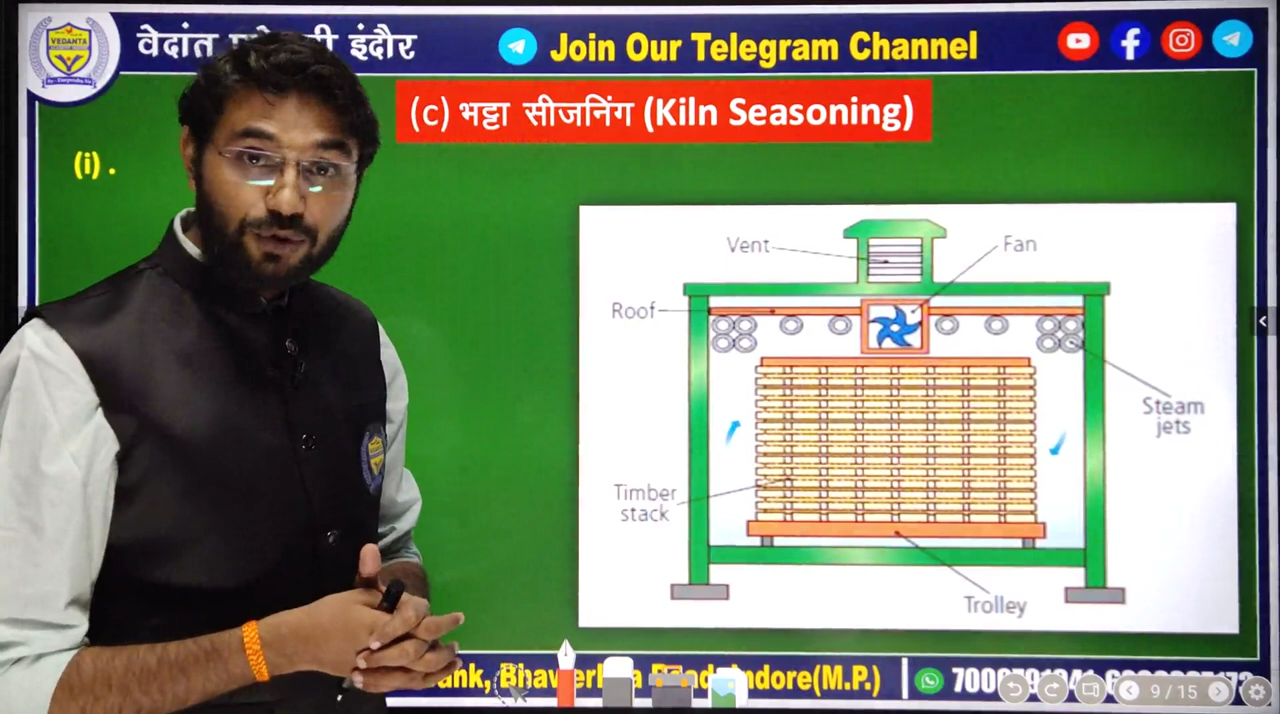 VEDANTA
वेदांत इंदौर
Join Our Telegram Channel
(c) भट्टा सीजनिंग (Kiln Seasoning)
(i) .
Vent
Fan
Roof
Steam
jets
Timber
stack
Trolley
Indore(M.P.)
9 / 15